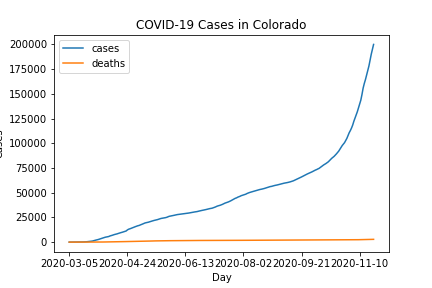 COVID-19 Cases in Colorado
cases
deaths
200000
175000
150000
125000
100000
75000
50000
25000
0
cases
2020-03-05 2020-04-24 2020-06-13 2020-08-02 2020-09-21 2020-11-10
Day